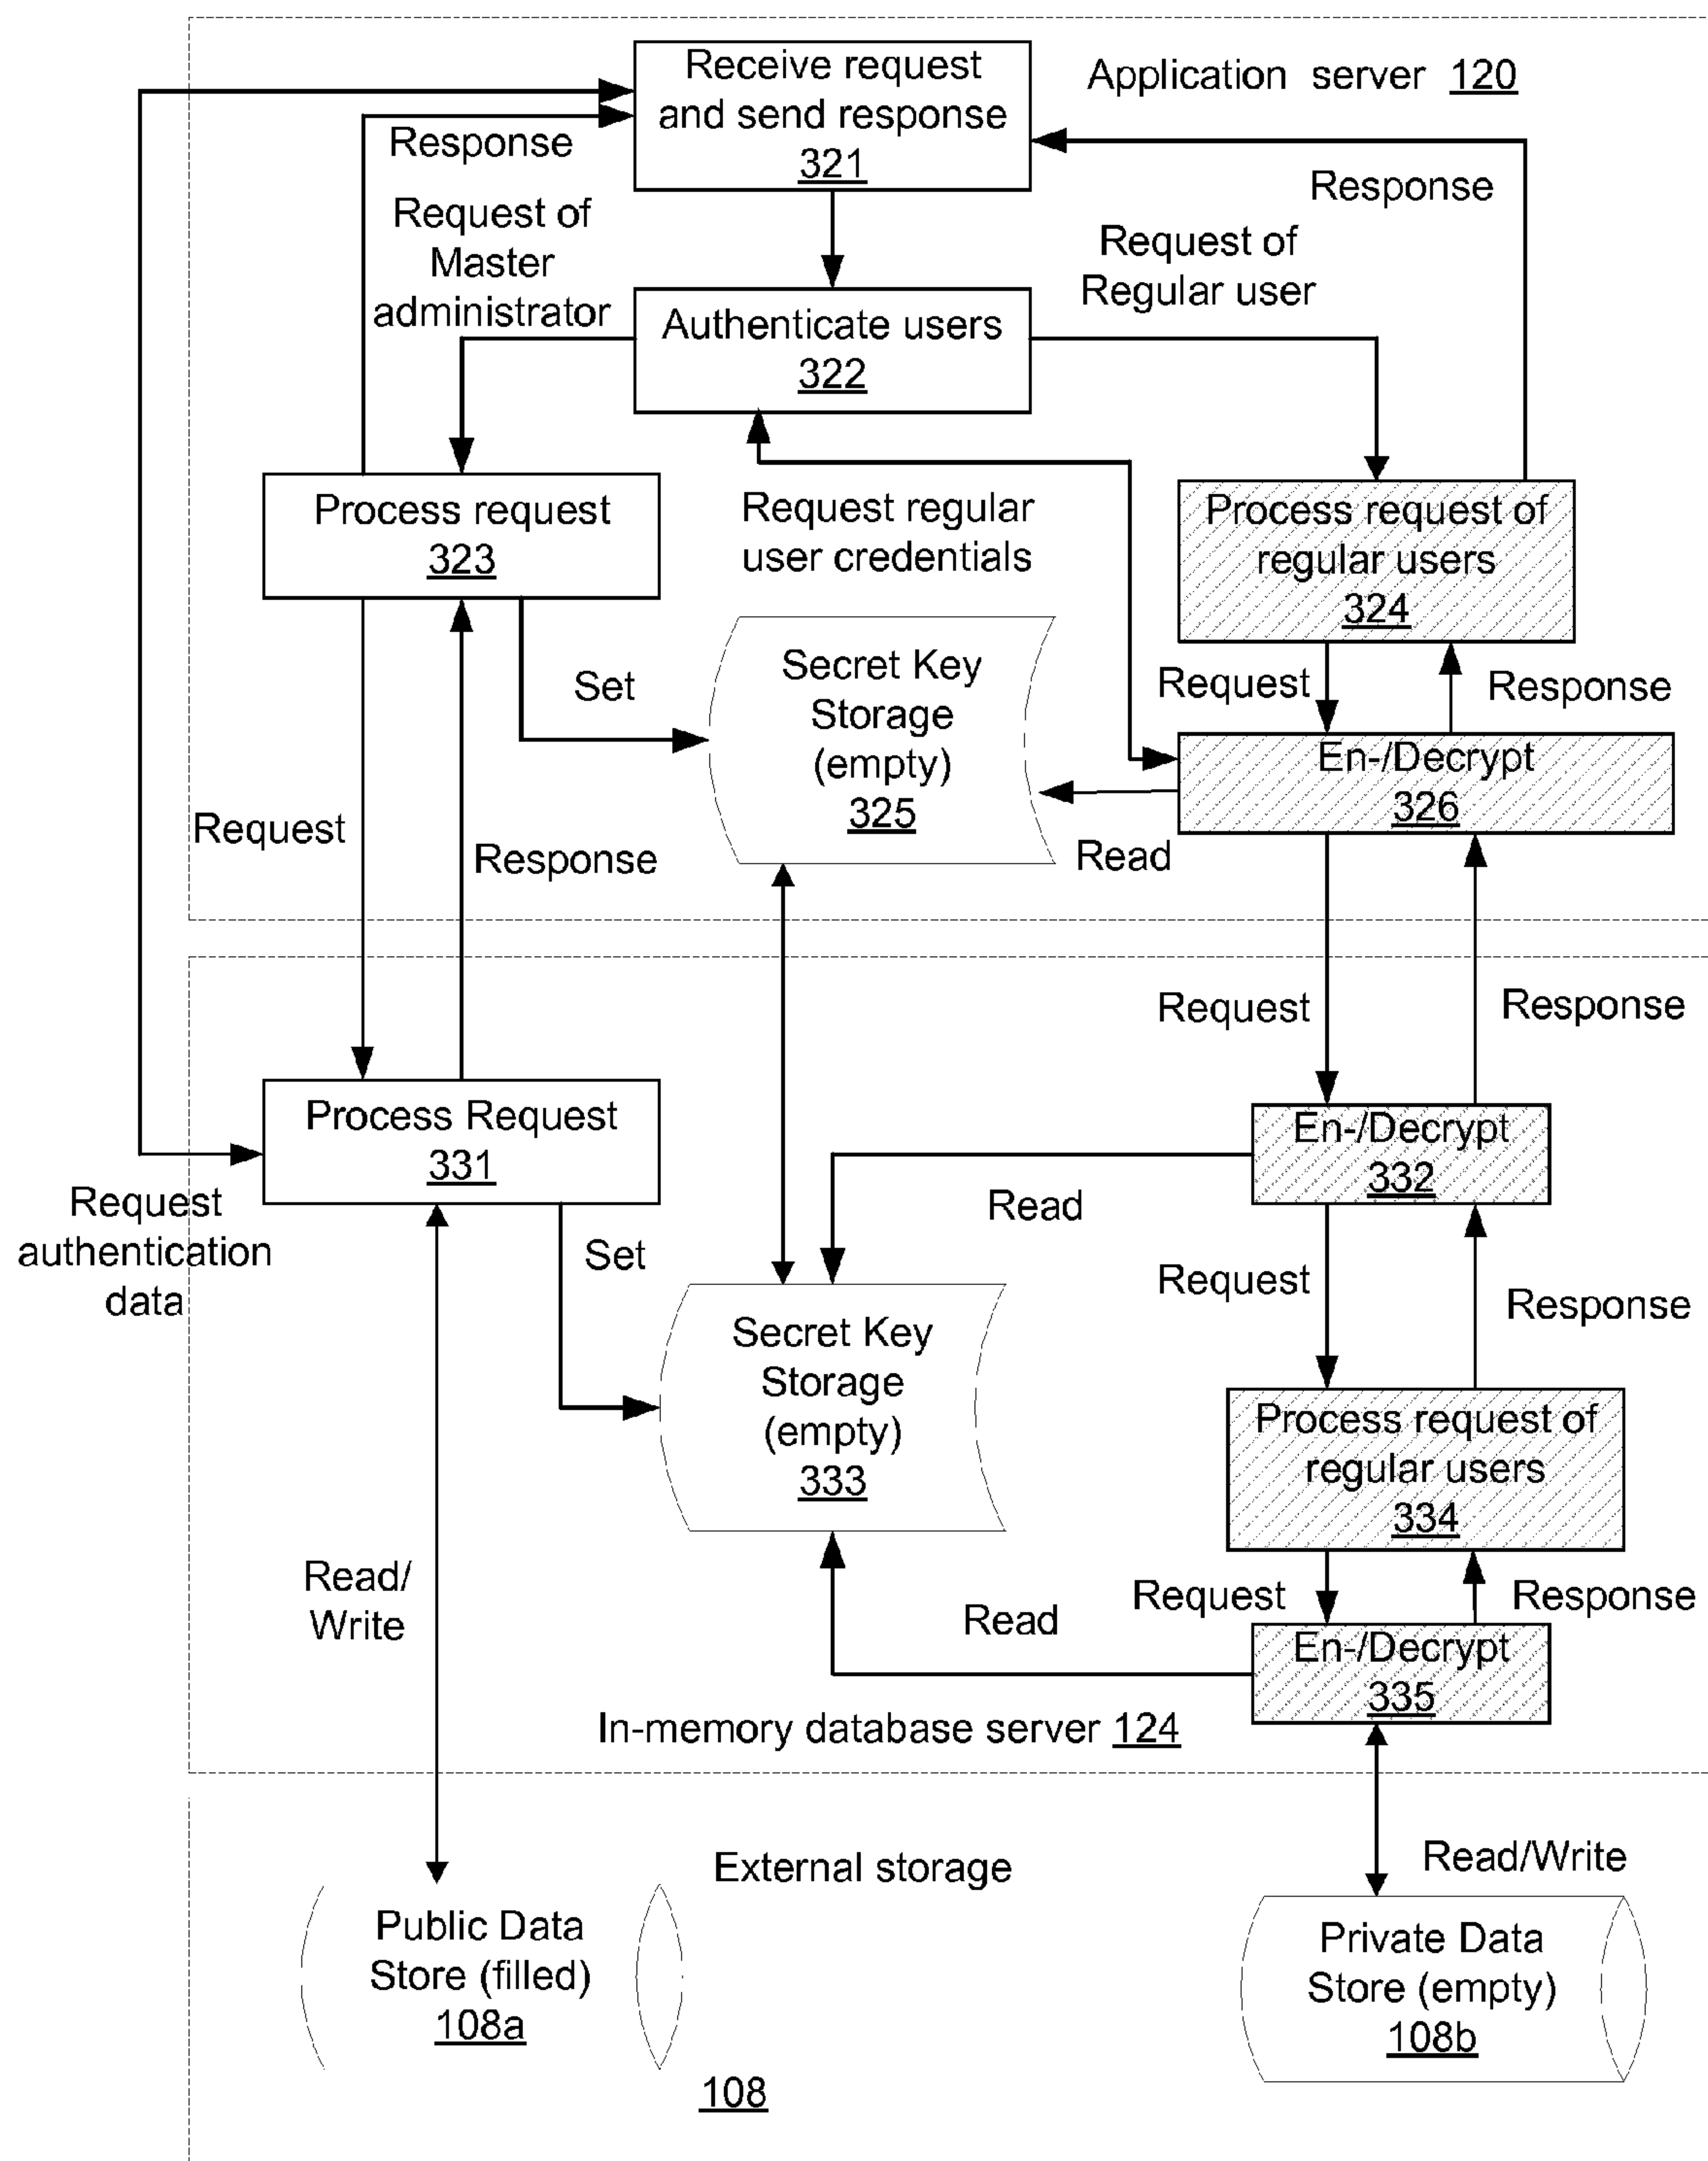 Receive request
and send response
321
Application server 120
Response
Response
Request of
Master
administrator
Request of
Regular user
Authenticate users
322
Process request
323
Request regular
user credentials
Process request of
regular users
324
Set
Secret Key
Storage
(empty)
325
Request
Response
En-/Decrypt
326
Read
Request
Response
Request
Response
Process Request
331
En-/Decrypt
332
Request
authentication
data
Set
Read
Request
Response
Secret Key
Storage
(empty)
333
Process request of
regular users
334
Read/
Write
Read
Request
Response
En-/Decrypt
335
In-memory database server 124
External storage
Read/Write
Public Data
Store (filled)
108a
Private Data
Store (empty)
108b
108